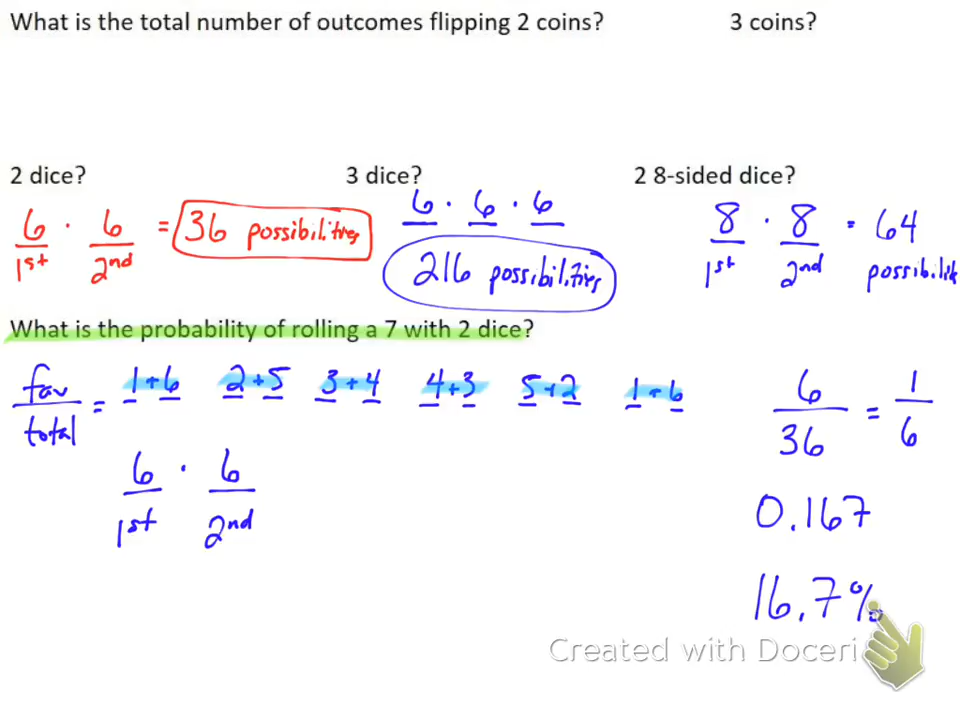 What is the total number of outcomes flipping 2 coins? 3 coins?
2 dice? 3 dice? 2 8-sided dice?
6 · 6 = 36 possibilities
1st 2nd
6 · 6 · 6
216 possibilities
8 · 8 = 64
1st 2nd possibilit
What is the probability of rolling a 7 with 2 dice?
fav/total = 1+6 2+5 3+4 4+3 5+2 1+6
6/36 = 1/6
6 · 6
1st 2nd
0.167
16.7%
Created with Doceri